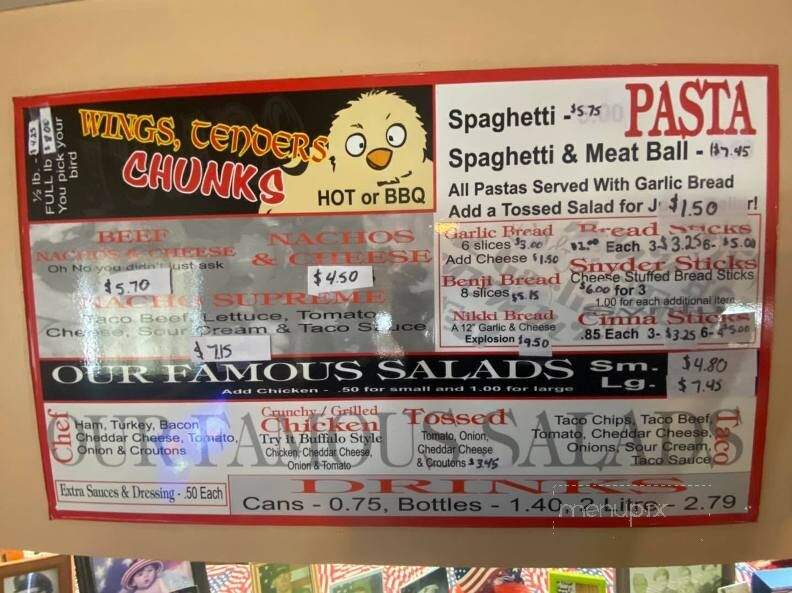 ½ lb. - $4.25
FULL lb $8.00
You pick your
bird
WINGS, TENDERS
CHUNKS
HOT or BBQ
Spaghetti - $5.75
PASTA
Spaghetti & Meat Ball - $7.45
All Pastas Served With Garlic Bread
Add a Tossed Salad for $1.50
BEEF
NACHOS & CHEESE
Oh No you didn't just ask
$5.70
NACHOS
& CHEESE
$4.50
NACHO SUPREME
Taco Beef, Lettuce, Tomato
Cheese, Sour Cream & Taco Sauce
$7.15
Garlic Bread
6 slices $3.00
Add Cheese $1.50
Bread Sticks
Each 3-$3.25 6- $5.00
Snyder Sticks
Cheese Stuffed Bread Sticks
$6.00 for 3
1.00 for each additional item
Benji Bread
8 slices $5.15
Nikki Bread
A 12" Garlic & Cheese
Explosion $9.50
Cinna Sticks
.85 Each 3- $3.25 6- $5.00
OUR FAMOUS SALADS
Add Chicken - .50 for small and 1.00 for large
Sm. - $4.80
Lg. - $7.45
OUR FAMOUS SALADS
Chef
Ham, Turkey, Bacon
Cheddar Cheese, Tomato,
Onion & Croutons
Crunchy / Grilled
Chicken
Try it Buffalo Style
Chicken, Cheddar Cheese,
Onion & Tomato
Tossed
Tomato, Onion,
Cheddar Cheese
& Croutons $3.45
Taco Chips, Taco Beef,
Tomato, Cheddar Cheese,
Onions, Sour Cream,
Taco Sauce
Taco
Extra Sauces & Dressing - .50 Each
DRINKS
Cans - 0.75, Bottles - 1.40, 2 Litre - 2.79
menupix